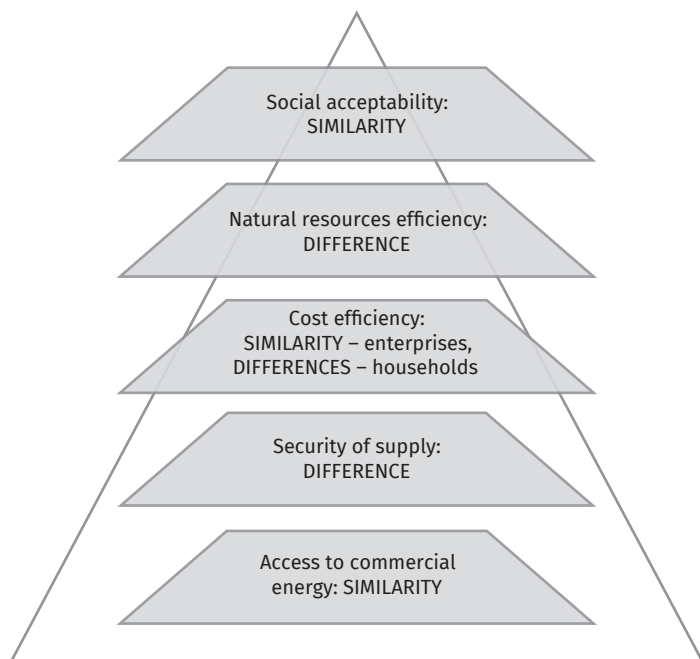 Social acceptability:
SIMILARITY
Natural resources efficiency:
DIFFERENCE
Cost efficiency:
SIMILARITY – enterprises,
DIFFERENCES – households
Security of supply:
DIFFERENCE
Access to commercial
energy: SIMILARITY